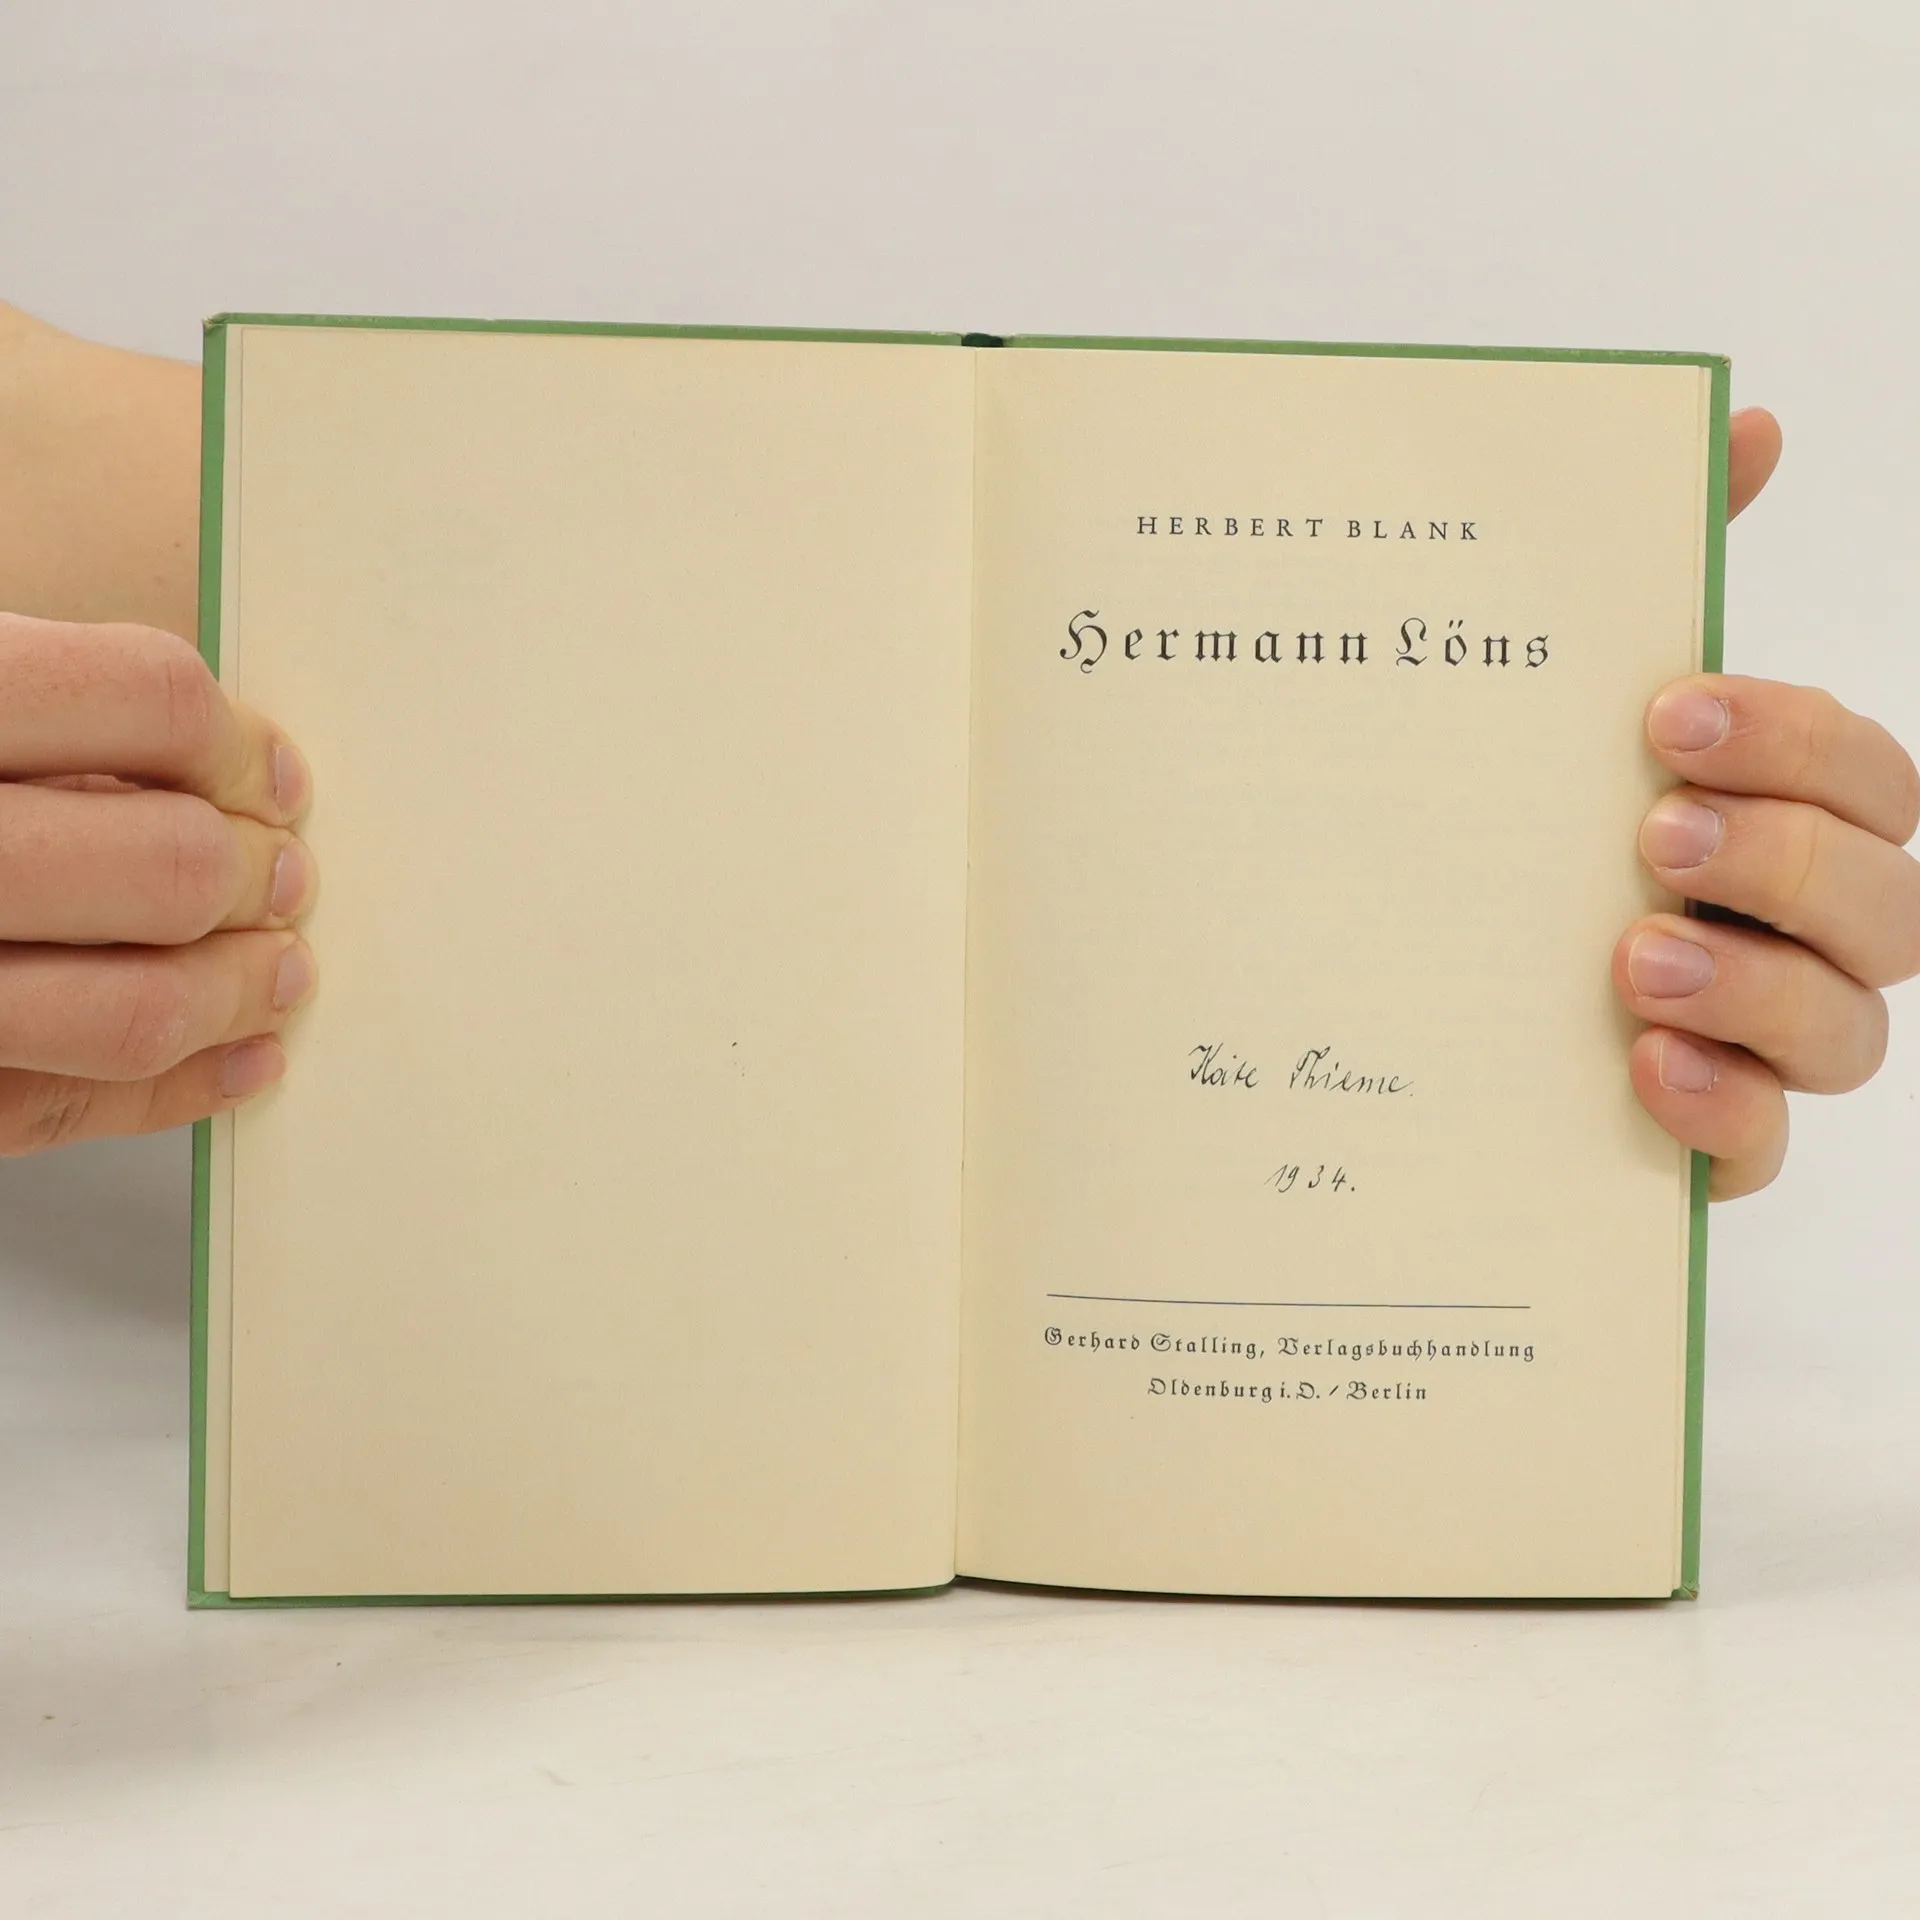 HERBERT BLANK
Hermann Löns
Käte Thieme.
1934.
Gerhard Stalling, Verlagsbuchhandlung
Oldenburg i. O. / Berlin